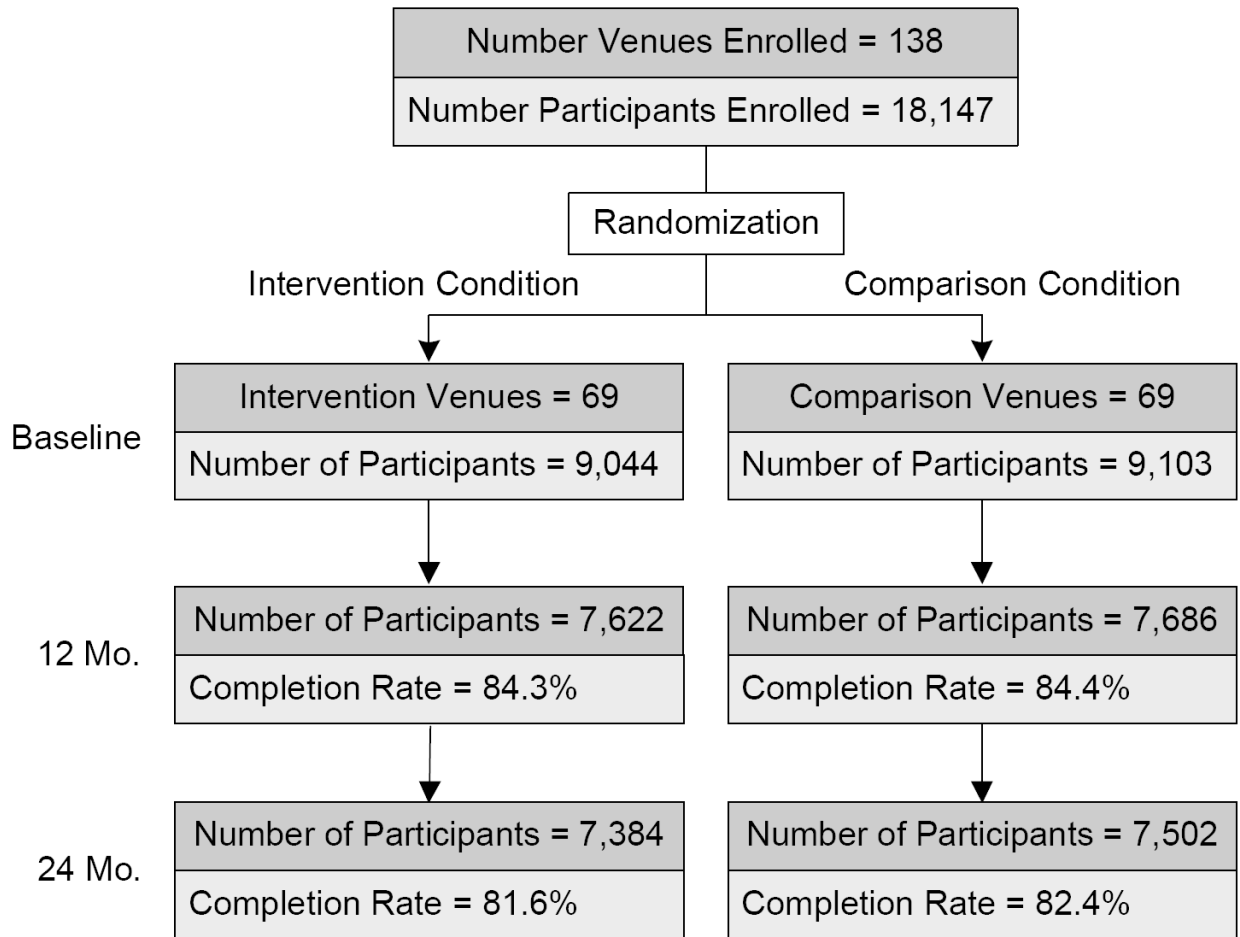 Number Venues Enrolled = 138
Number Participants Enrolled = 18,147
Randomization
Intervention Condition
Comparison Condition
Baseline
Intervention Venues = 69
Number of Participants = 9,044
Comparison Venues = 69
Number of Participants = 9,103
12 Mo.
Number of Participants = 7,622
Completion Rate = 84.3%
Number of Participants = 7,686
Completion Rate = 84.4%
24 Mo.
Number of Participants = 7,384
Completion Rate = 81.6%
Number of Participants = 7,502
Completion Rate = 82.4%